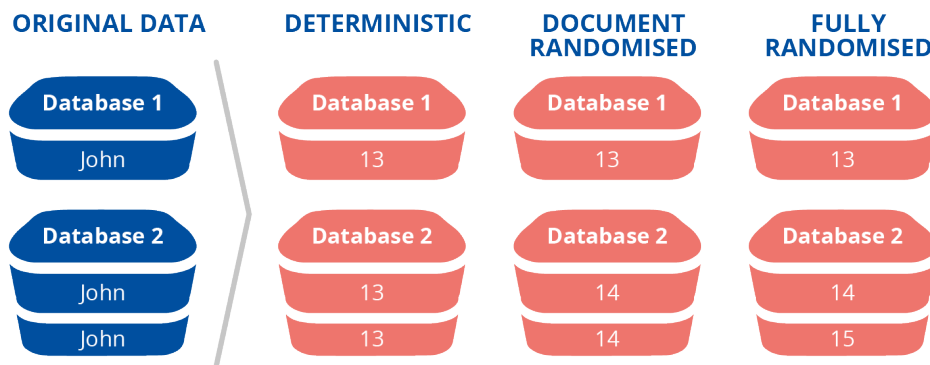 ORIGINAL DATA
DETERMINISTIC
DOCUMENT
RANDOMISED
FULLY
RANDOMISED
Database 1
Database 1
Database 1
Database 1
John
13
13
13
Database 2
Database 2
Database 2
Database 2
John
13
14
14
John
13
14
15